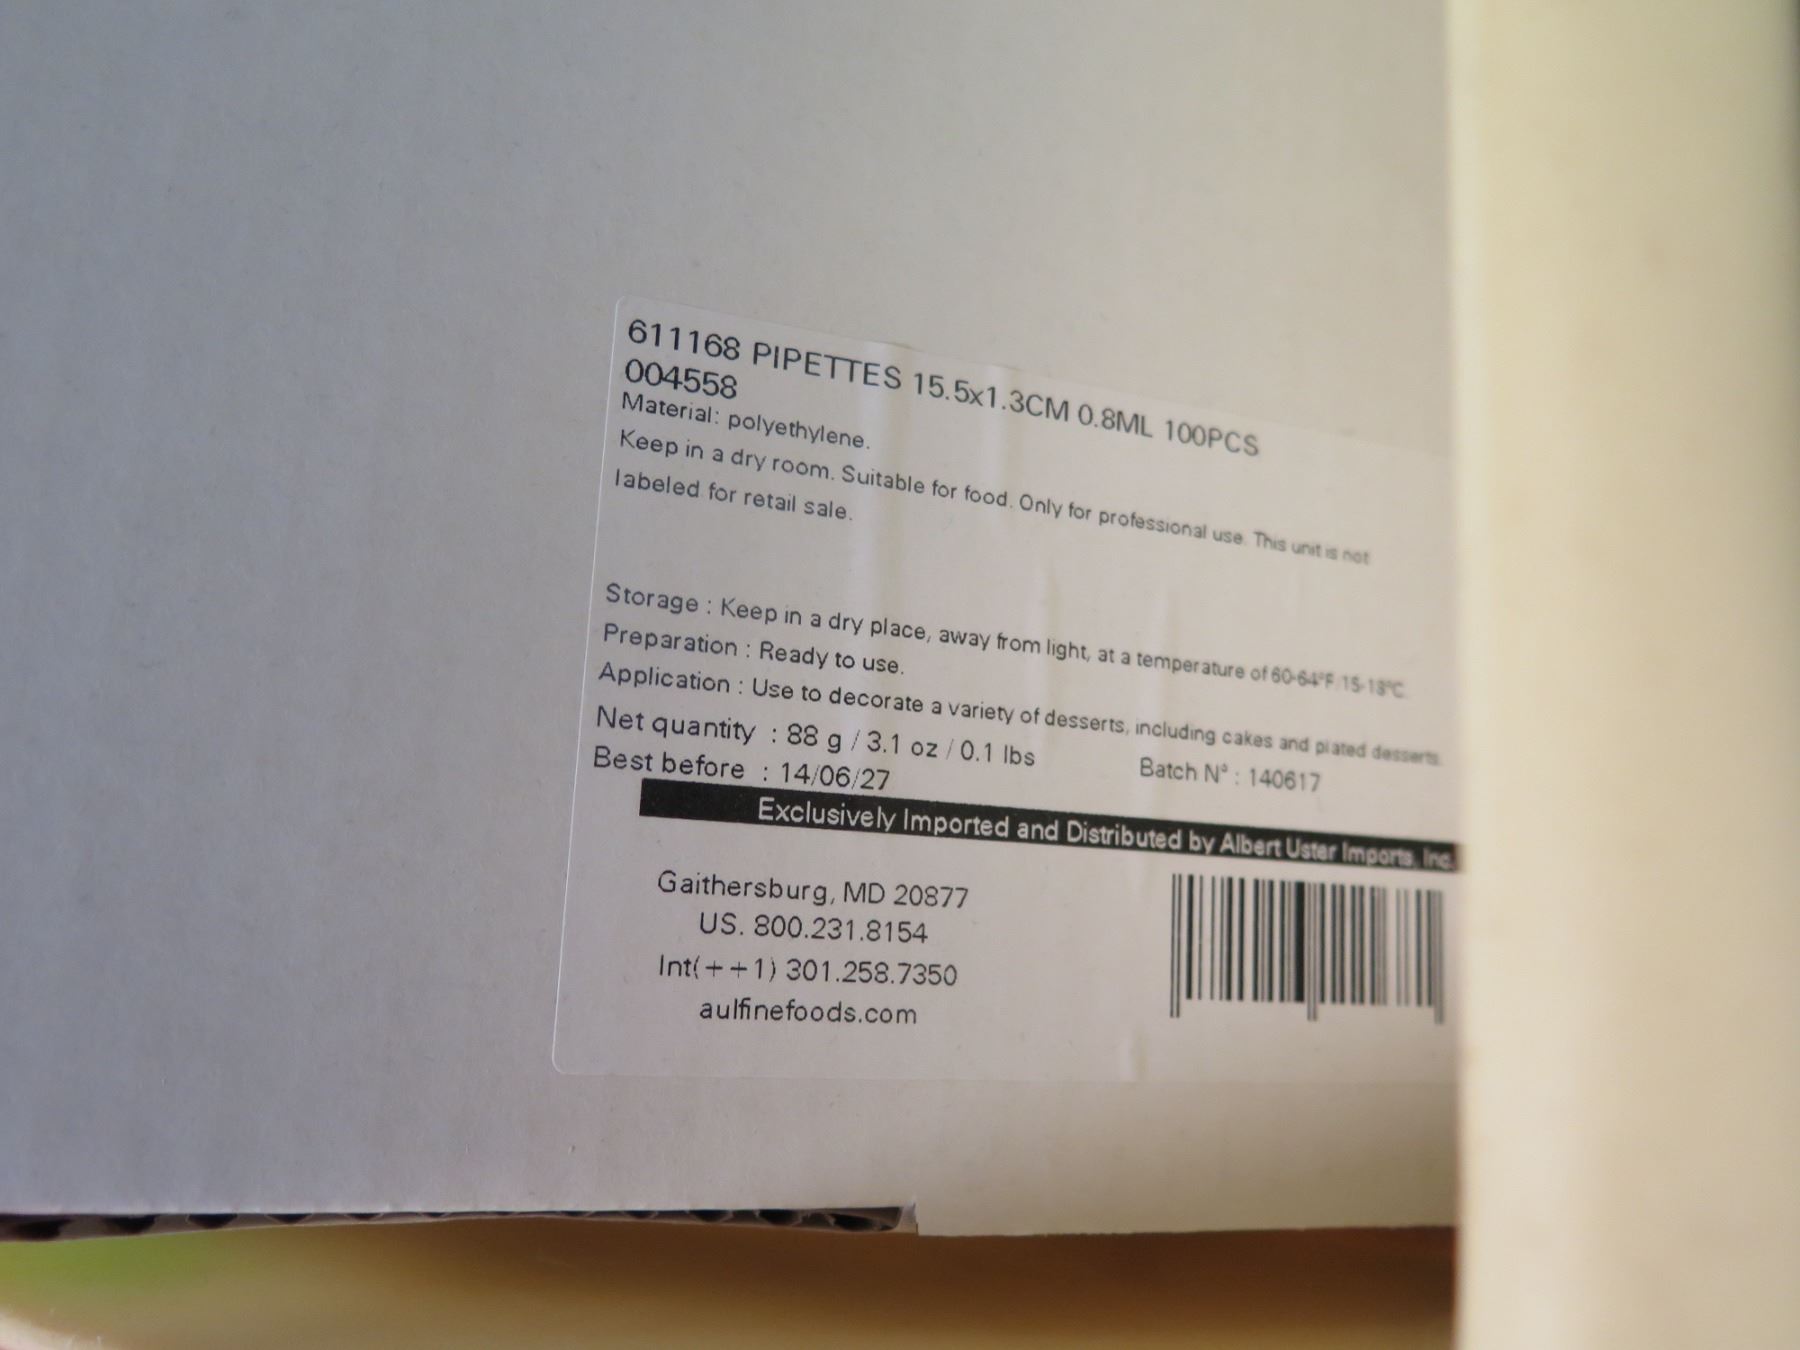 611168 PIPETTES 15.5x1.3CM 0.8ML 100PCS
004558
Material: polyethylene.
Keep in a dry room. Suitable for food. Only for professional use. This unit is not
labeled for retail sale.
Storage : Keep in a dry place, away from light, at a temperature of 60-64°F/15-18°C.
Preparation : Ready to use.
Application : Use to decorate a variety of desserts, including cakes and plated desserts.
Net quantity : 88 g / 3.1 oz / 0.1 lbs
Best before : 14/06/27 Batch N° : 140617
Exclusively Imported and Distributed by Albert Uster Imports, Inc.
Gaithersburg, MD 20877
US. 800.231.8154
Int(++1) 301.258.7350
aulfinefoods.com